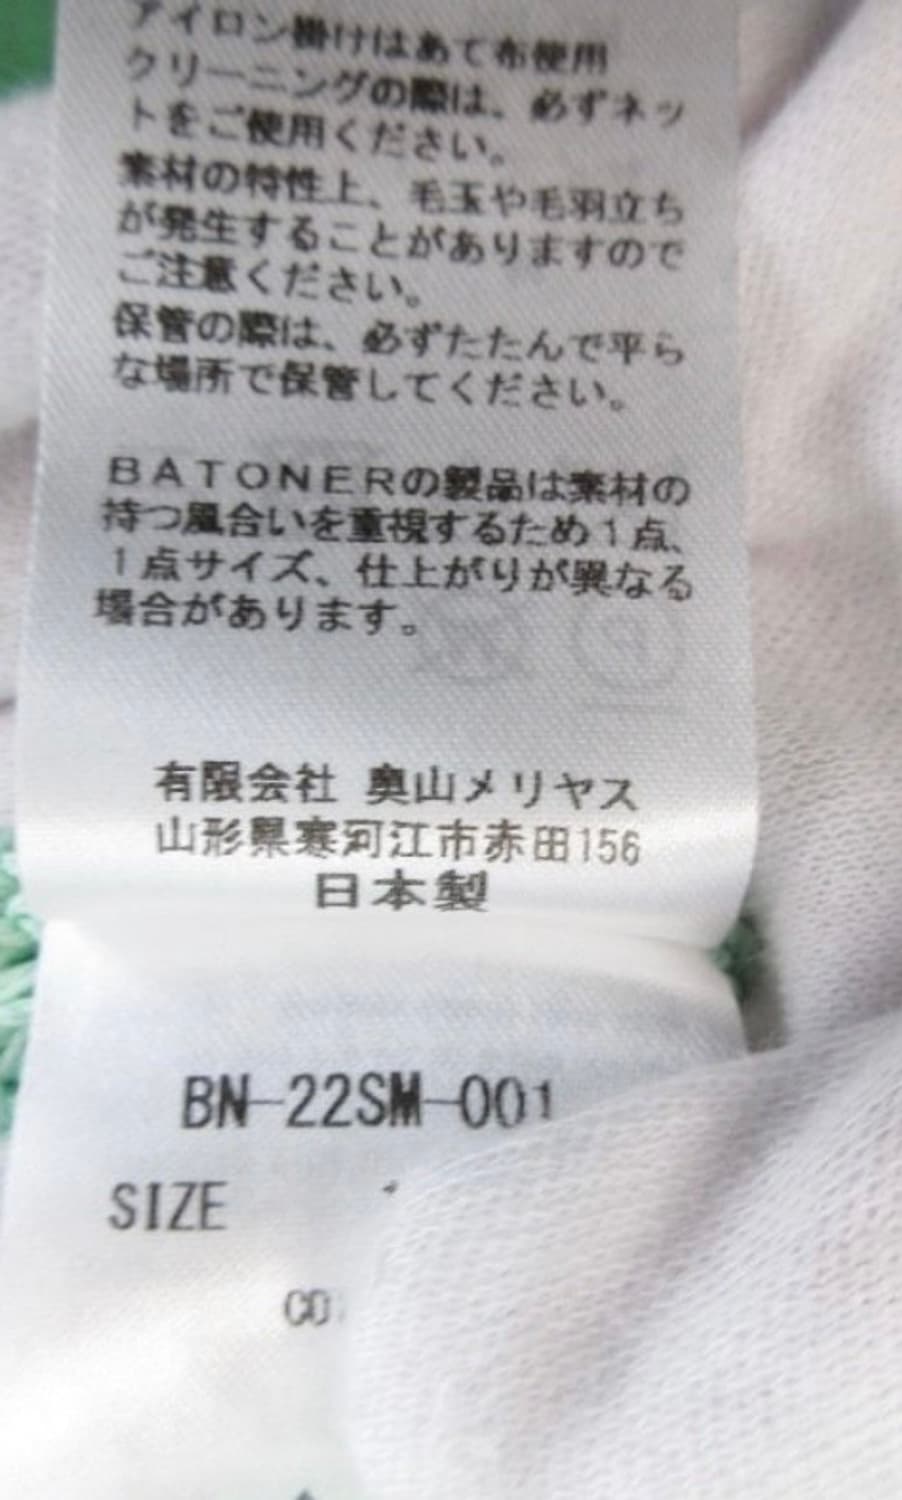 アイロン掛けはあて布使用
クリーニングの際は、必ずネッ
トをご使用ください。
素材の特性上、毛玉や毛羽立ち
が発生することがありますので
ご注意ください。
保管の際は、必ずたたんで平ら
な場所で保管してください。
BATONERの製品は素材の
持つ風合いを重視するため1点、
1点サイズ、仕上がりが異なる
場合があります。
有限会社 奥山メリヤス
山形県寒河江市赤田156
日本製
BN-22SM-001
SIZE